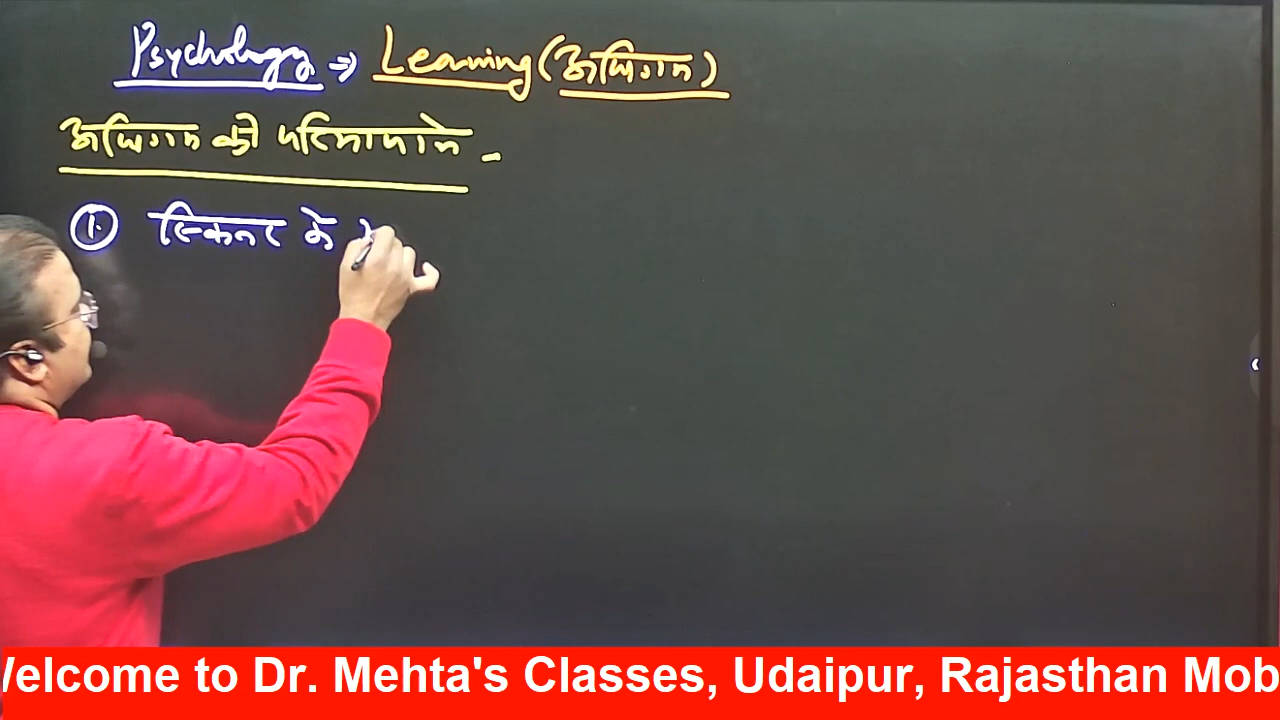 Psychology ⇒ Learning (अधिगम)
अधिगम की परिभाषाएं -
① स्किनर के
Welcome to Dr. Mehta's Classes, Udaipur, Rajasthan Mob